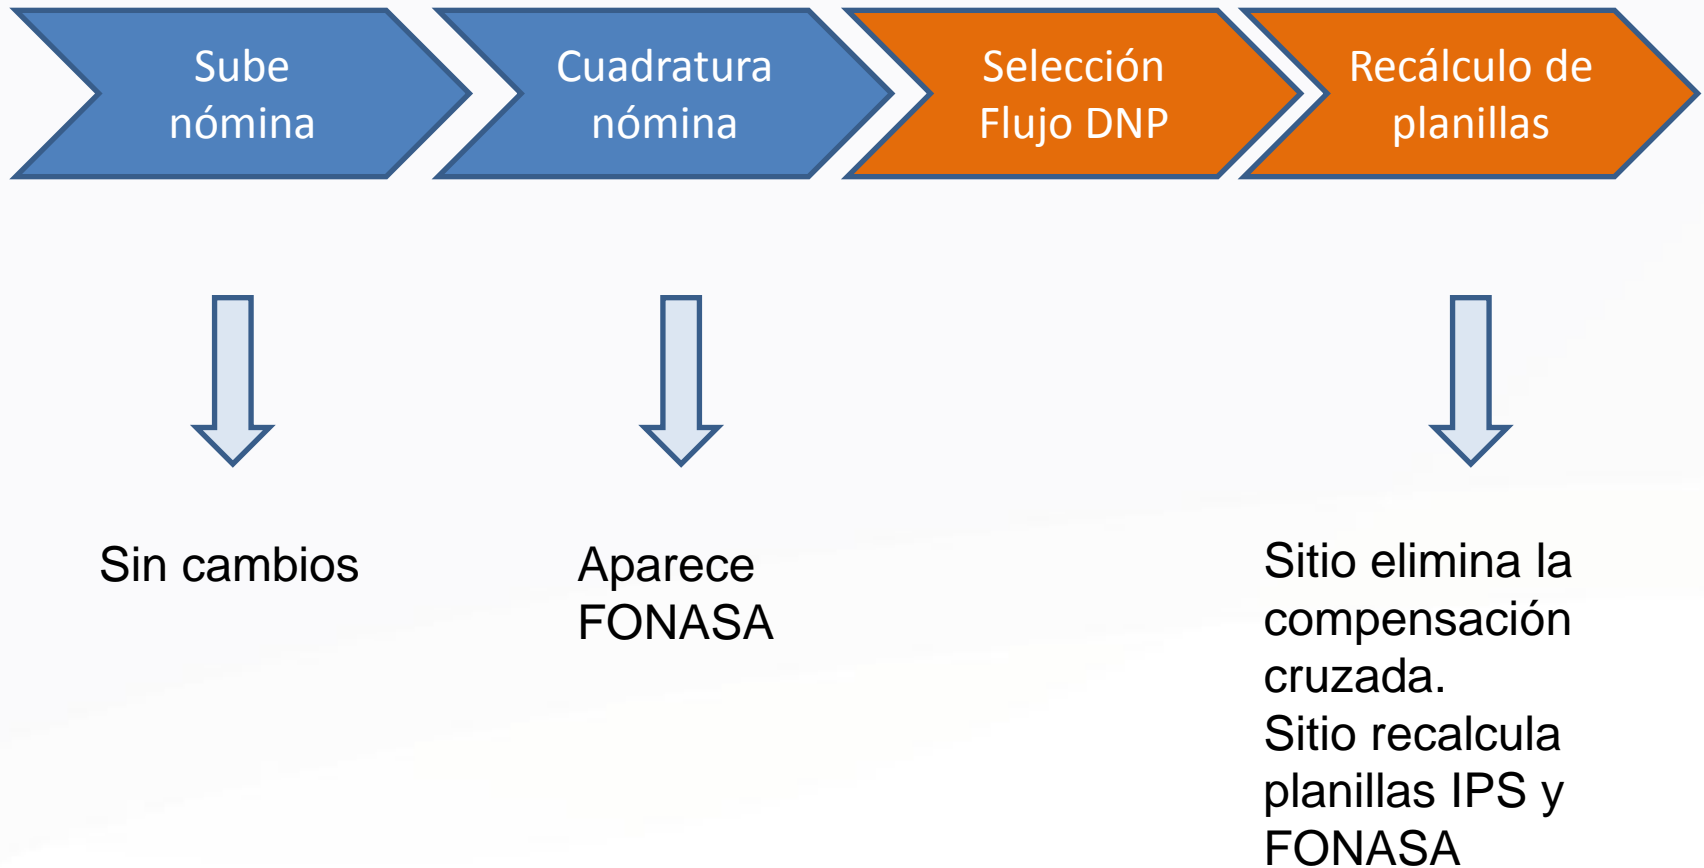 Sube
nómina
Cuadratura
nómina
Selección
Flujo DNP
Recálculo de
planillas
Sin cambios
Aparece
FONASA
Sitio elimina la
compensación
cruzada.
Sitio recalcula
planillas IPS y
FONASA